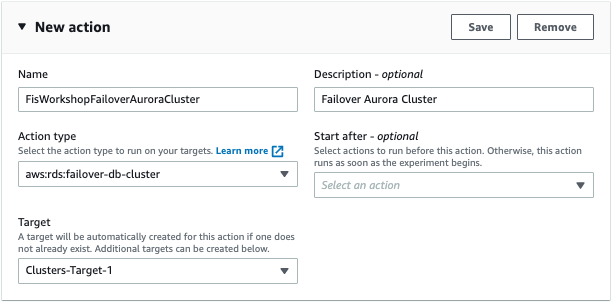 New action
Save
Remove
Name
Description - optional
FisWorkshopFailoverAuroraCluster
Failover Aurora Cluster
Action type
Start after - optional
Select the action type to run on your targets. Learn more
Select actions to run before this action. Otherwise, this action
runs as soon as the experiment begins.
aws:rds:failover-db-cluster
Select an action
Target
A target will be automatically created for this action if one does
not already exist. Additional targets can be created below.
Clusters-Target-1